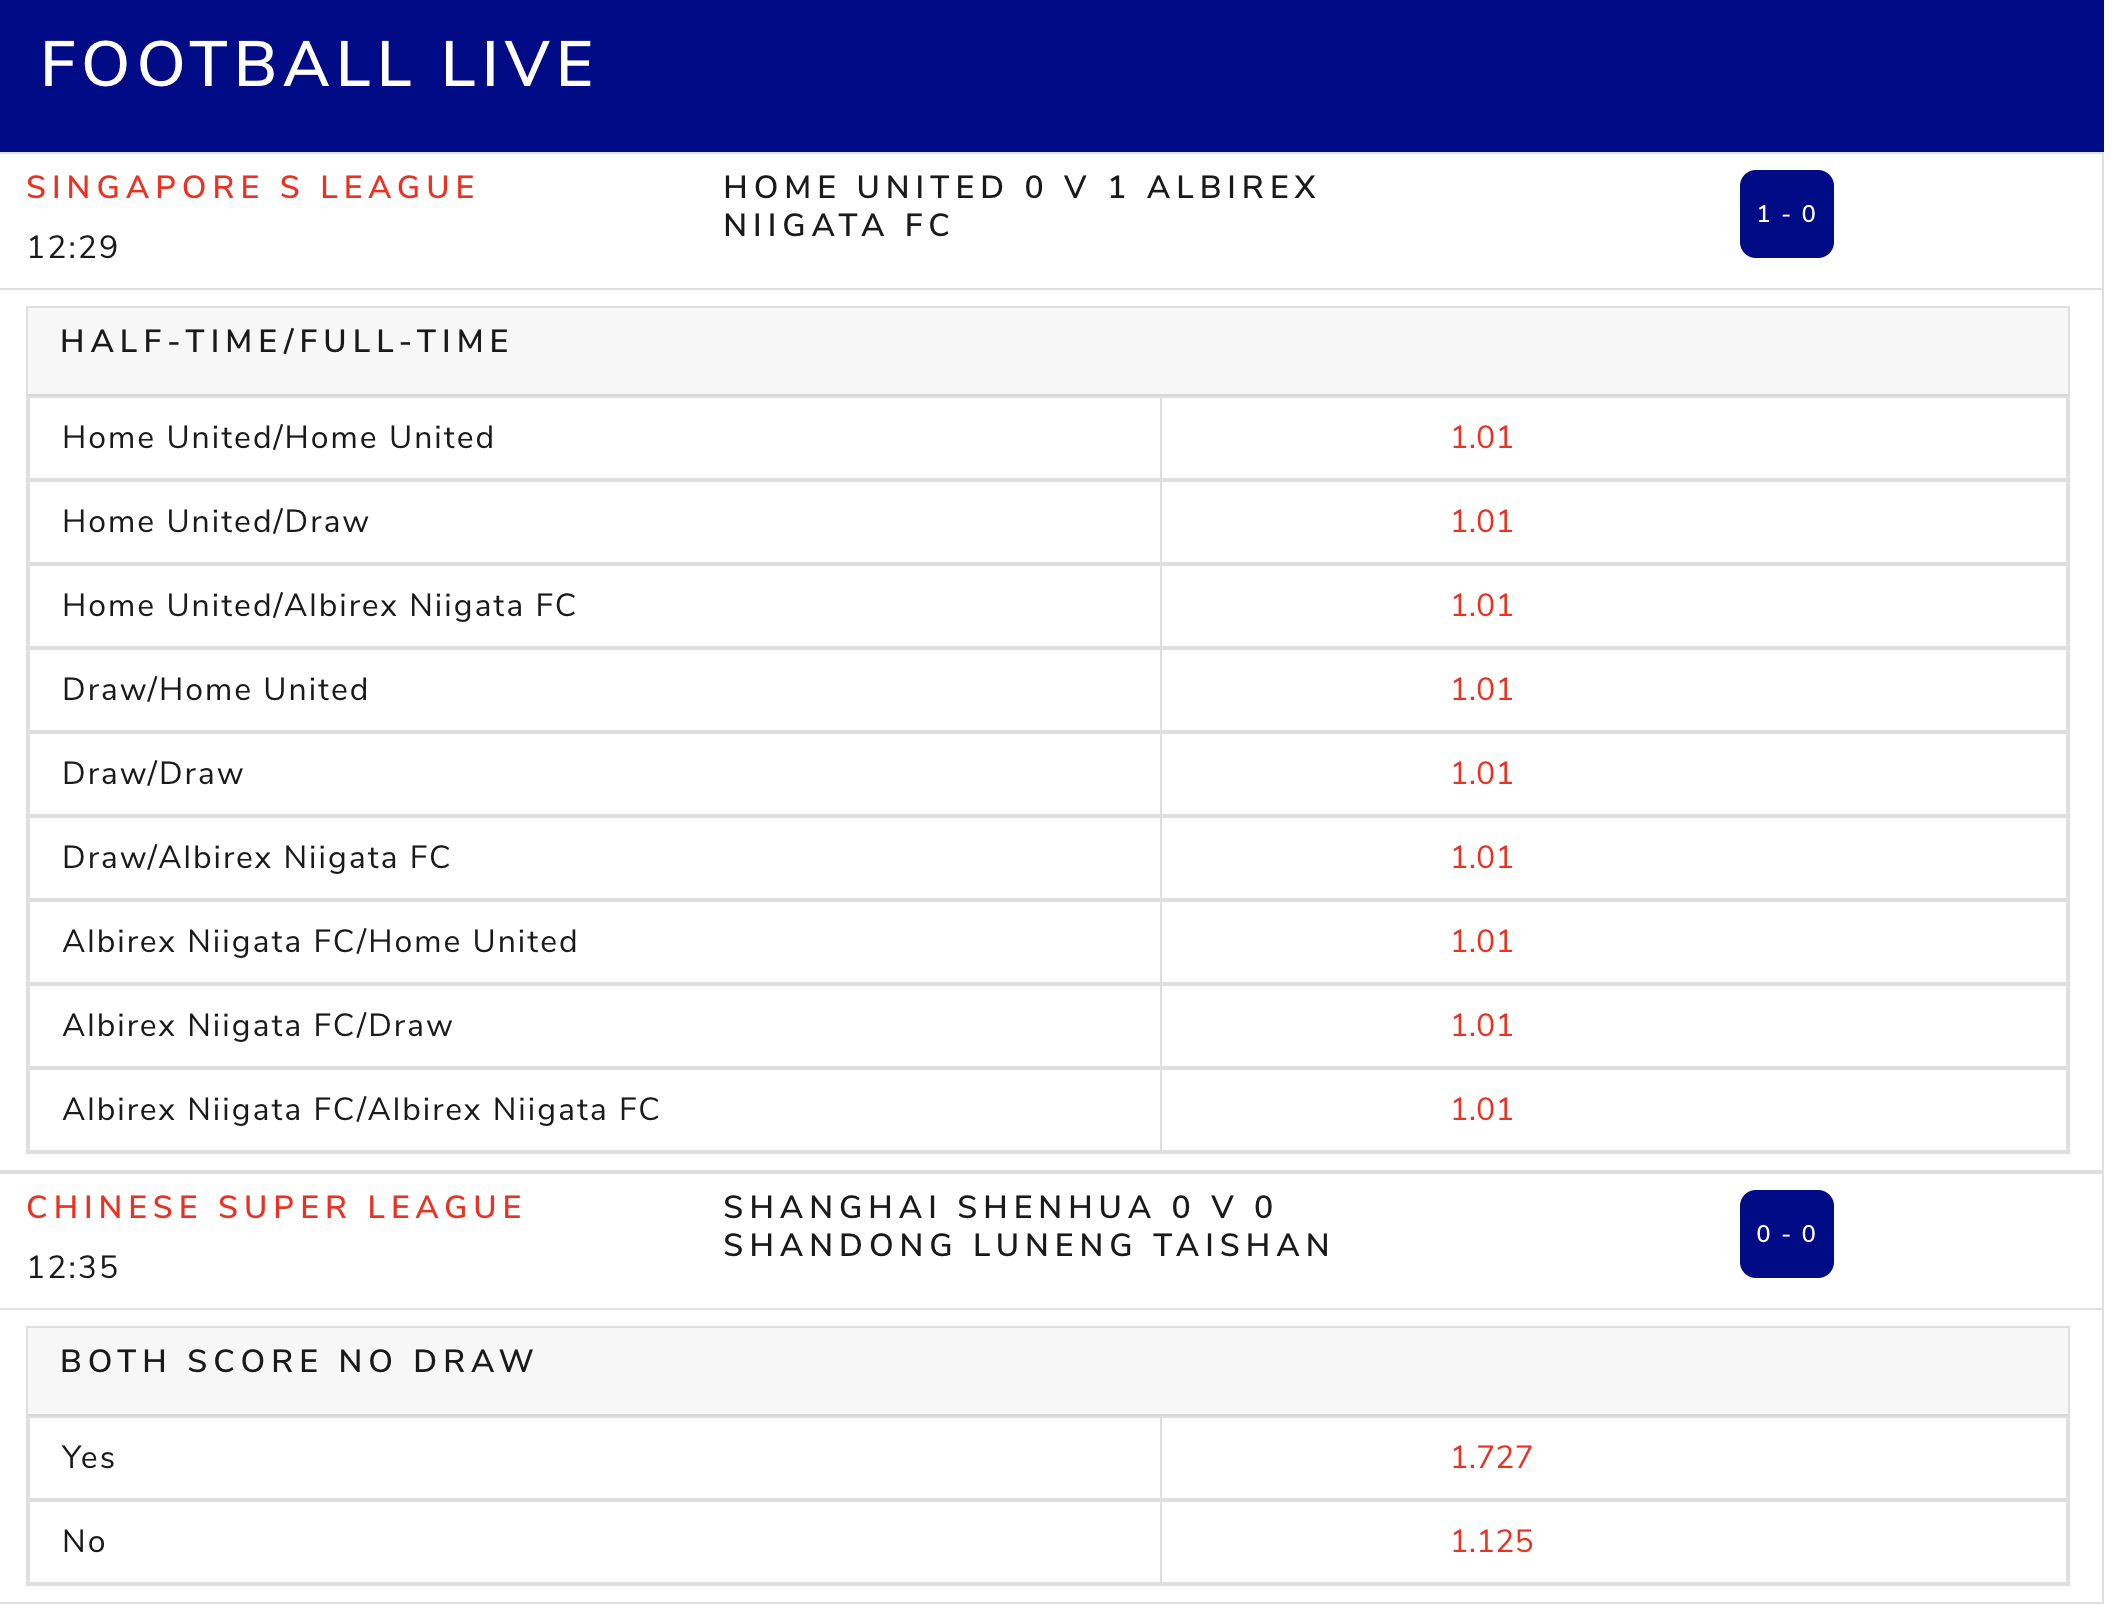 FOOTBALL LIVE
SINGAPORE S LEAGUE
12:29
HOME UNITED 0 V 1 ALBIREX
NIIGATA FC
1 - 0
HALF-TIME/FULL-TIME
Home United/Home United 1.01
Home United/Draw 1.01
Home United/Albirex Niigata FC 1.01
Draw/Home United 1.01
Draw/Draw 1.01
Draw/Albirex Niigata FC 1.01
Albirex Niigata FC/Home United 1.01
Albirex Niigata FC/Draw 1.01
Albirex Niigata FC/Albirex Niigata FC 1.01
CHINESE SUPER LEAGUE
12:35
SHANGHAI SHENHUA 0 V 0
SHANDONG LUNENG TAISHAN
0 - 0
BOTH SCORE NO DRAW
Yes 1.727
No 1.125